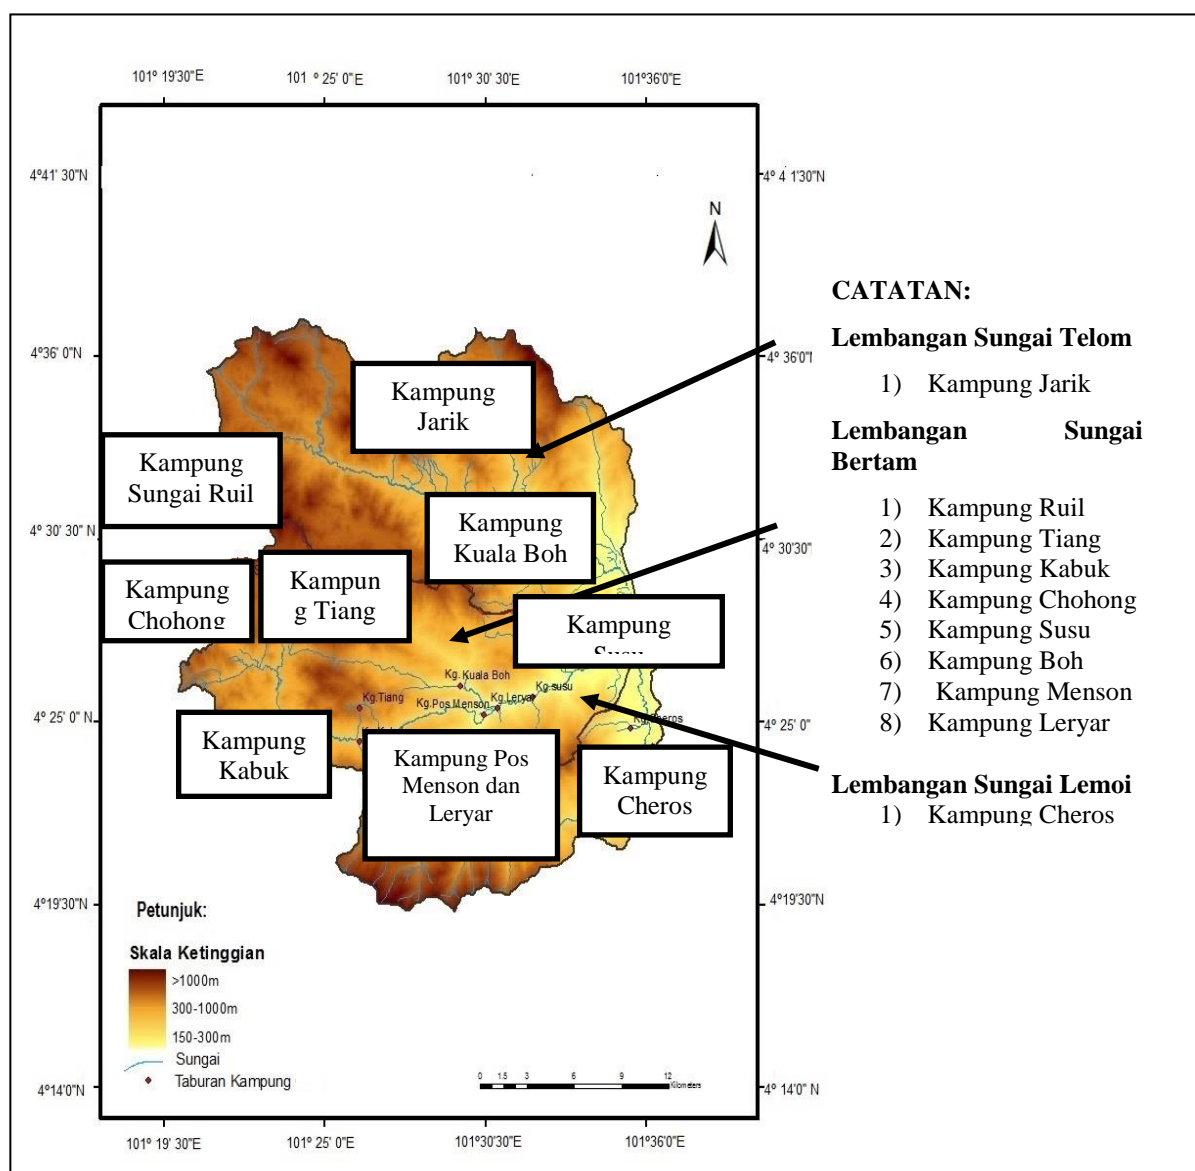 101° 19'30"E 101 ° 25' 0"E 101° 30' 30"E 101°36'0"E
4°41' 30"N
4° 4 1'30"N
N
CATATAN:
Lembangan Sungai Telom
1) Kampung Jarik
Lembangan Sungai
Bertam
1) Kampung Ruil
2) Kampung Tiang
3) Kampung Kabuk
4) Kampung Chohong
5) Kampung Susu
6) Kampung Boh
7) Kampung Menson
8) Kampung Leryar
Lembangan Sungai Lemoi
1) Kampung Cheros
4°36' 0"N
4° 36'0"
Kampung
Jarik
Kampung
Sungai Ruil
Kampung
Kuala Boh
4° 30' 30"N
4° 30'30"
Kampung
Chohong
Kampun
g Tiang
Kampung
Susu
Kg. Kuala Boh
Kg.susu
Kg.Tiang
Kg.Leryar
Kg.Pos Menson
4° 25' 0"N
4° 25' 0"N
Kampung
Kabuk
Kampung Pos
Menson dan
Leryar
Kampung
Cheros
4°19'30"N
4°19'30"N
Petunjuk:
Skala Ketinggian
>1000m
300-1000m
150-300m
Sungai
Taburan Kampung
0 1.5 3 6 9 12
Kilometers
4°14'0"N
4° 14'0" N
101° 19' 30"E 101° 25' 0"E 101°30'30"E 101°36'0"E